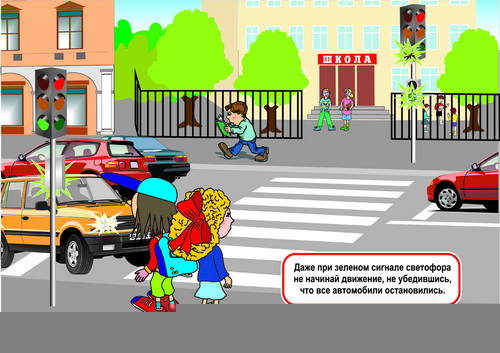 ШКОЛА
Даже при зеленом сигнале светофора
не начинай движение, не убедившись,
что все автомобили остановились.